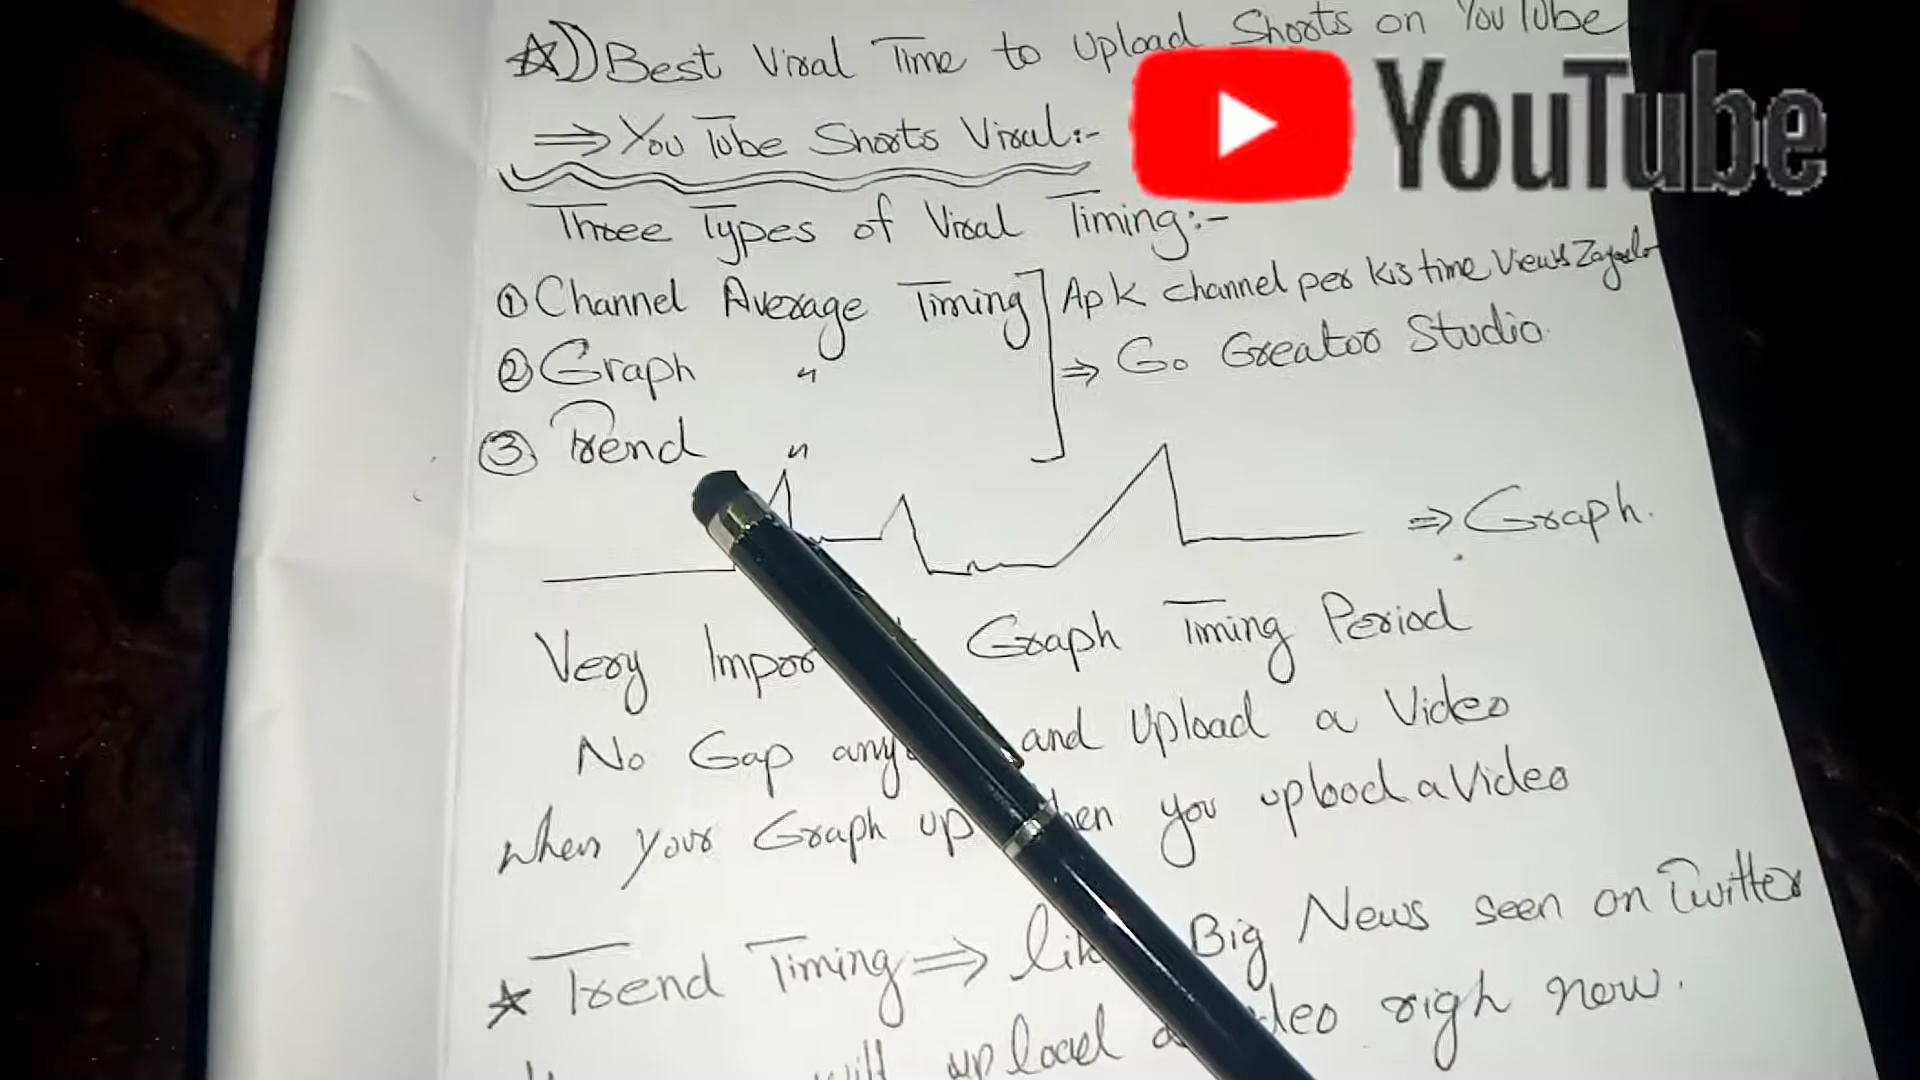 Best Viral Time to Upload Shorts on YouTube
YouTube
⇒ You Tube Shorts Viral:-
Three Types of Viral Timing:-
① Channel Average Timing
Apk channel per kis time Views
② Graph "
⇒ Go Greator Studio
③ Trend "
⇒ Graph.
Very Graph Timing Period
No Gap and Upload a Video
when your Graph up you upload a Video
★ Trend Timing ⇒ Big News seen on Twitter
will upload a righ now.